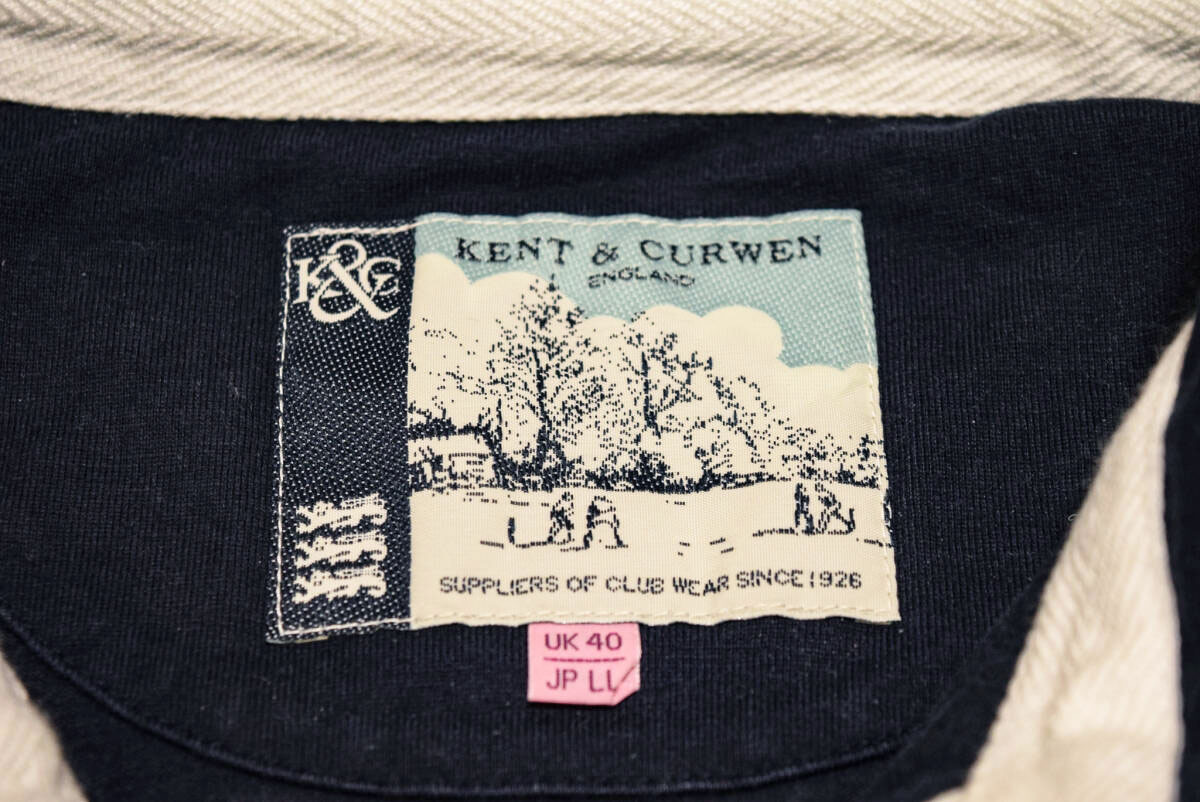 K&C
KENT & CURWEN
ENGLAND
SUPPLIERS OF CLUB WEAR SINCE 1926
UK 40
JP LL